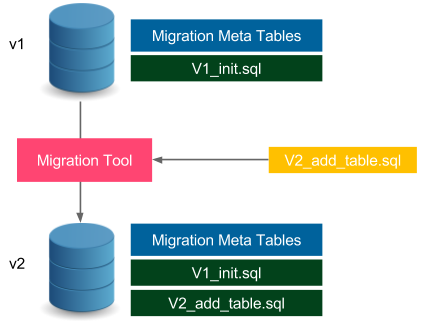 v1
Migration Meta Tables
V1_init.sql
Migration Tool
V2_add_table.sql
v2
Migration Meta Tables
V1_init.sql
V2_add_table.sql